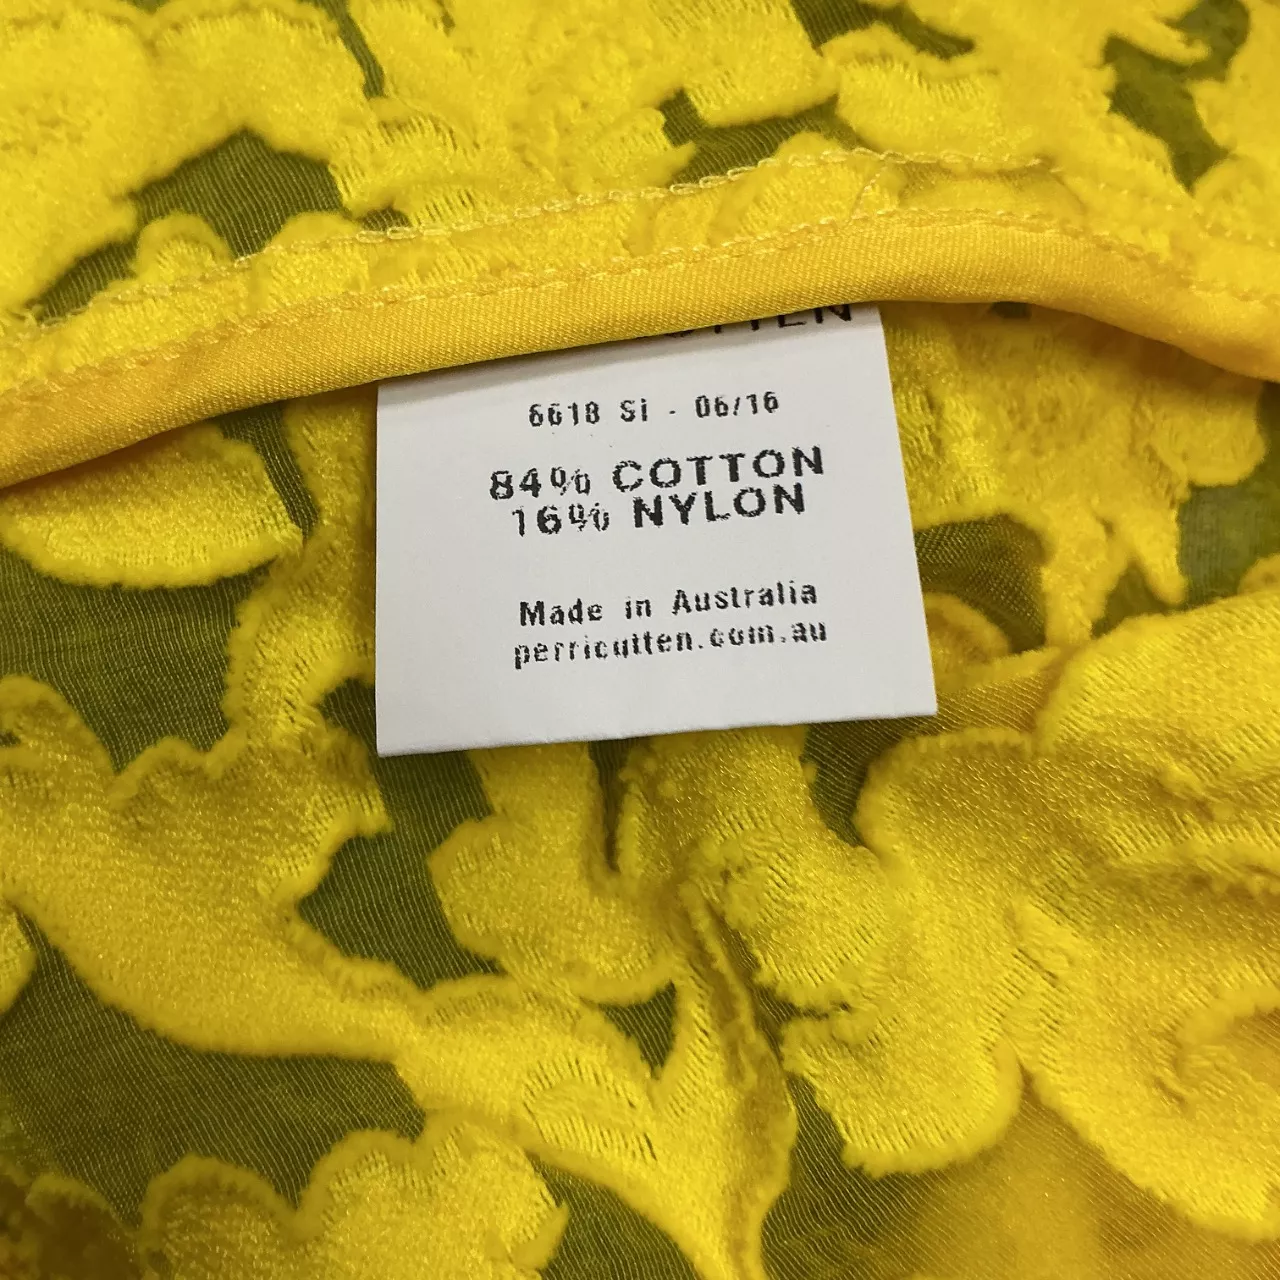 6618 Si - 06/16
84% COTTON
16% NYLON
Made in Australia
perricutten.com.au